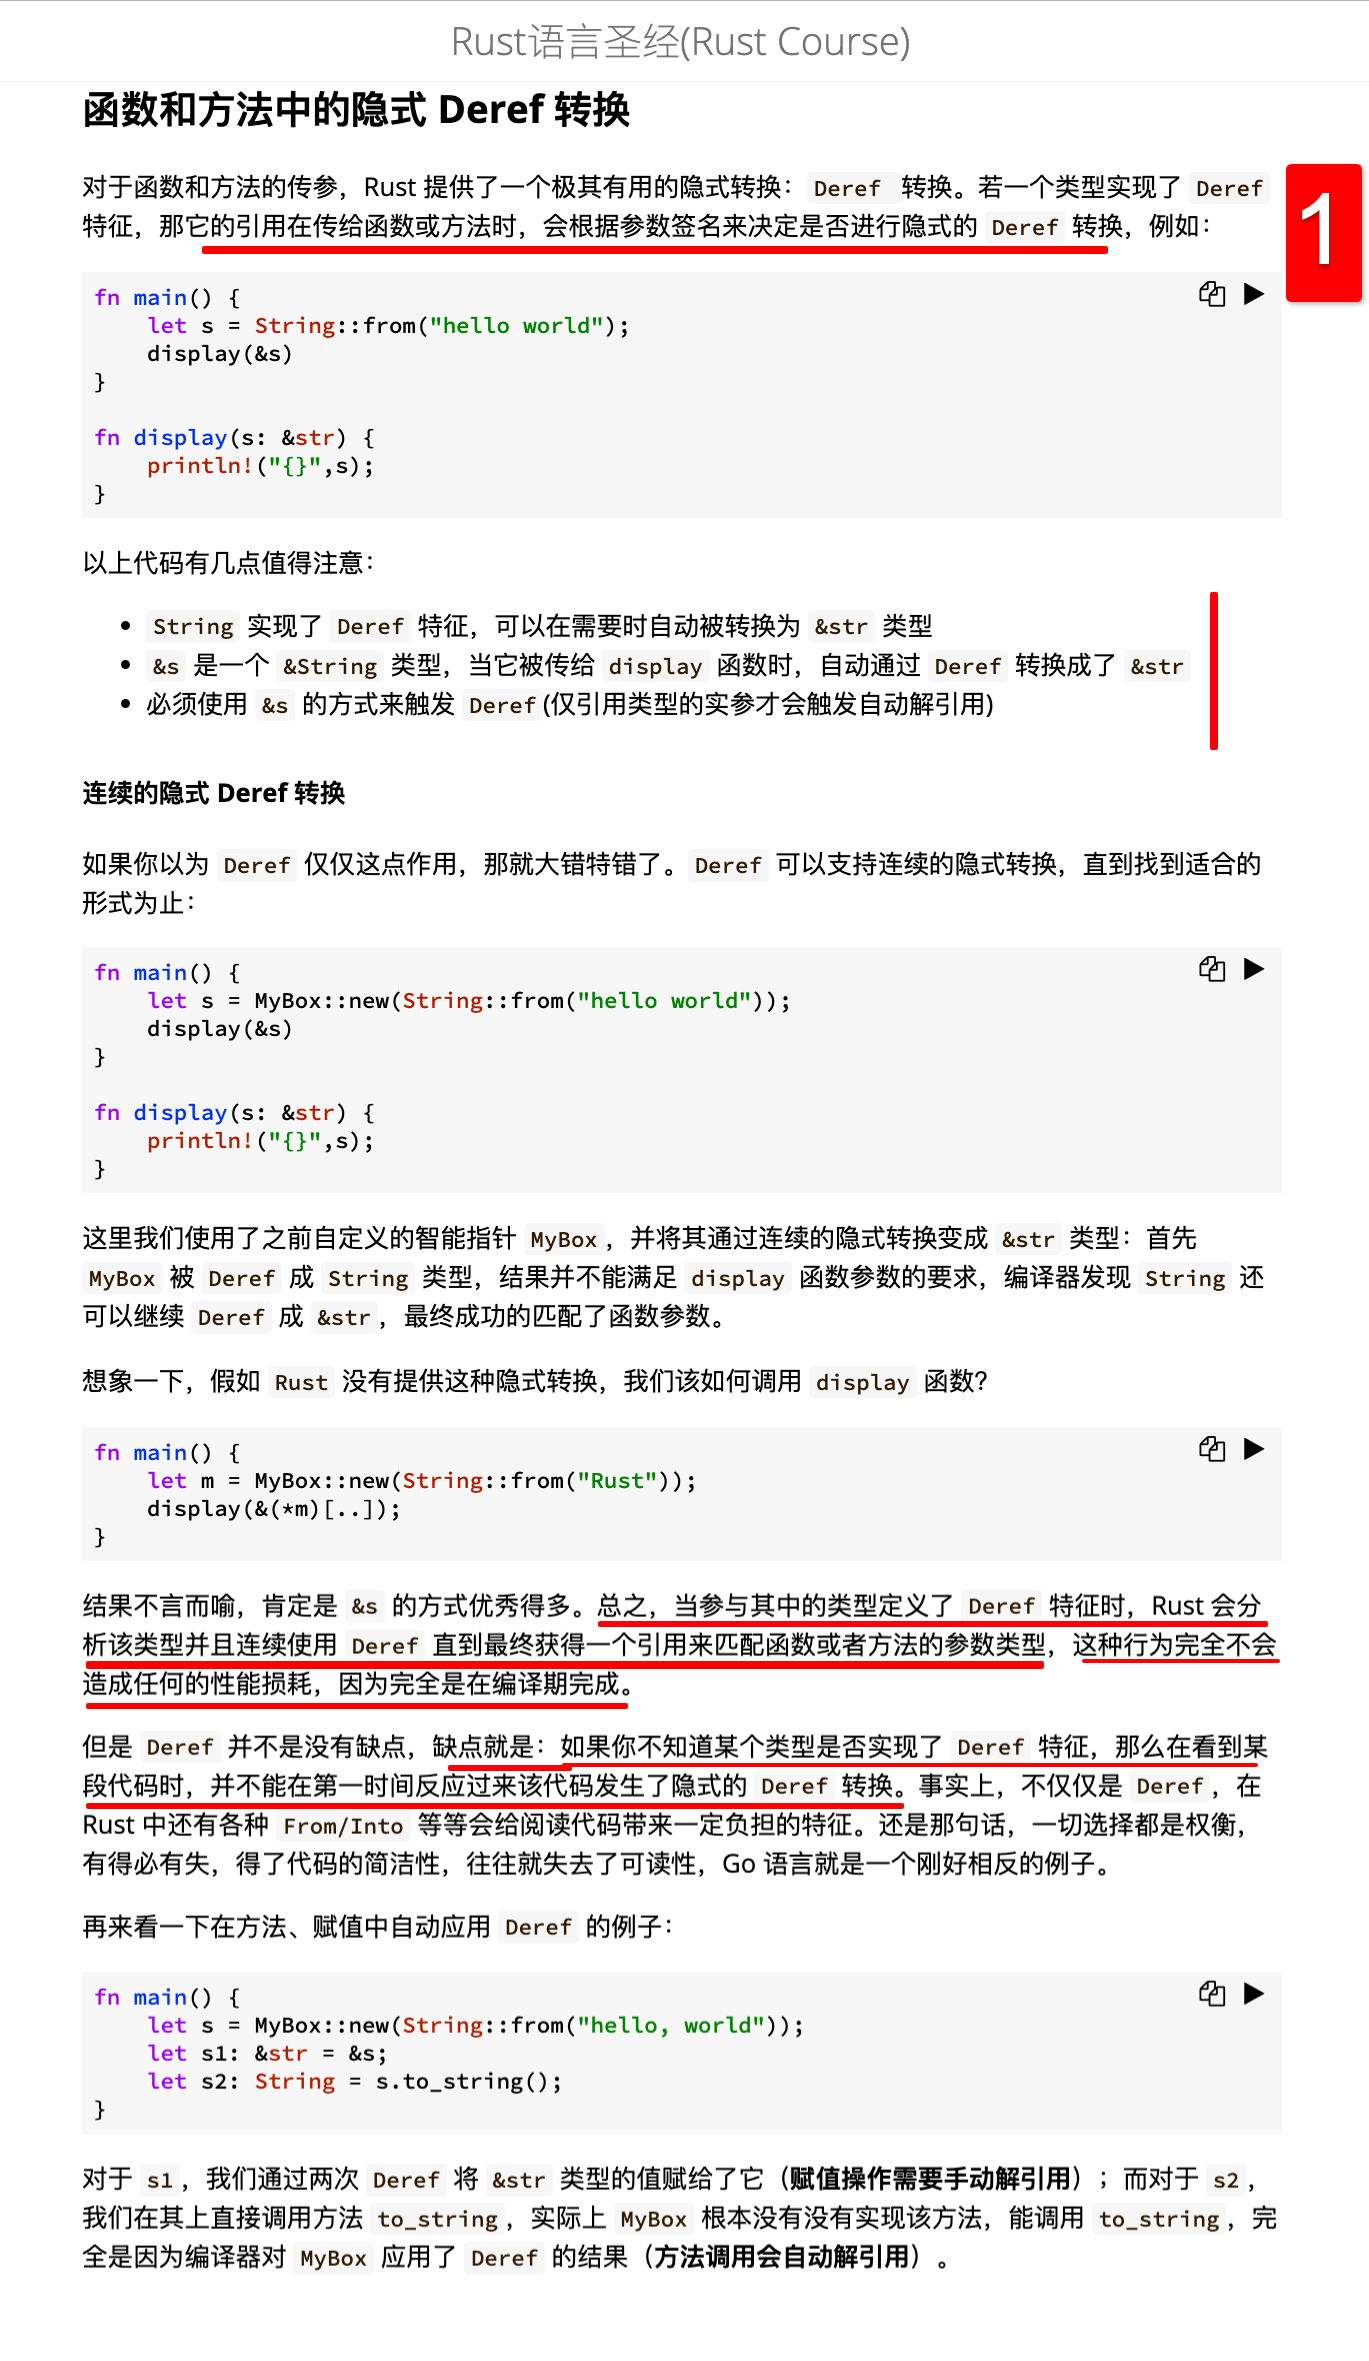 Rust语言圣经(Rust Course)
函数和方法中的隐式 Deref 转换
对于函数和方法的传参，Rust 提供了一个极其有用的隐式转换： Deref 转换。若一个类型实现了 Deref
特征，那它的引用在传给函数或方法时，会根据参数签名来决定是否进行隐式的 Deref 转换，例如：
1
fn main() {
    let s = String::from("hello world");
    display(&s)
}
fn display(s: &str) {
    println!("{}",s);
}
以上代码有几点值得注意：
• String 实现了 Deref 特征，可以在需要时自动被转换为 &str 类型
• &s 是一个 &String 类型，当它被传给 display 函数时，自动通过 Deref 转换成了 &str
• 必须使用 &s 的方式来触发 Deref(仅引用类型的实参才会触发自动解引用)
连续的隐式 Deref 转换
如果你以为 Deref 仅仅这点作用，那就大错特错了。Deref 可以支持连续的隐式转换，直到找到适合的
形式为止：
fn main() {
    let s = MyBox::new(String::from("hello world"));
    display(&s)
}
fn display(s: &str) {
    println!("{}",s);
}
这里我们使用了之前自定义的智能指针 MyBox，并将其通过连续的隐式转换变成 &str 类型：首先
MyBox 被 Deref 成 String 类型，结果并不能满足 display 函数参数的要求，编译器发现 String 还
可以继续 Deref 成 &str，最终成功的匹配了函数参数。
想象一下，假如 Rust 没有提供这种隐式转换，我们该如何调用 display 函数？
fn main() {
    let m = MyBox::new(String::from("Rust"));
    display(&(*m)[..]);
}
结果不言而喻，肯定是 &s 的方式优秀得多。总之，当参与其中的类型定义了 Deref 特征时，Rust 会分
析该类型并且连续使用 Deref 直到最终获得一个引用来匹配函数或者方法的参数类型，这种行为完全不会
造成任何的性能损耗，因为完全是在编译期完成。
但是 Deref 并不是没有缺点，缺点就是：如果你不知道某个类型是否实现了 Deref 特征，那么在看到某
段代码时，并不能在第一时间反应过来该代码发生了隐式的 Deref 转换。事实上，不仅仅是 Deref，在
Rust 中还有各种 From/Into 等等会给阅读代码带来一定负担的特征。还是那句话，一切选择都是权衡，
有得必有失，得了代码的简洁性，往往就失去了可读性，Go 语言就是一个刚好相反的例子。
再来看一下在方法、赋值中自动应用 Deref 的例子：
fn main() {
    let s = MyBox::new(String::from("hello, world"));
    let s1: &str = &s;
    let s2: String = s.to_string();
}
对于 s1，我们通过两次 Deref 将 &str 类型的值赋给了它（赋值操作需要手动解引用）；而对于 s2，
我们在其上直接调用方法 to_string，实际上 MyBox 根本没有没有实现该方法，能调用 to_string，完
全是因为编译器对 MyBox 应用了 Deref 的结果（方法调用会自动解引用）。